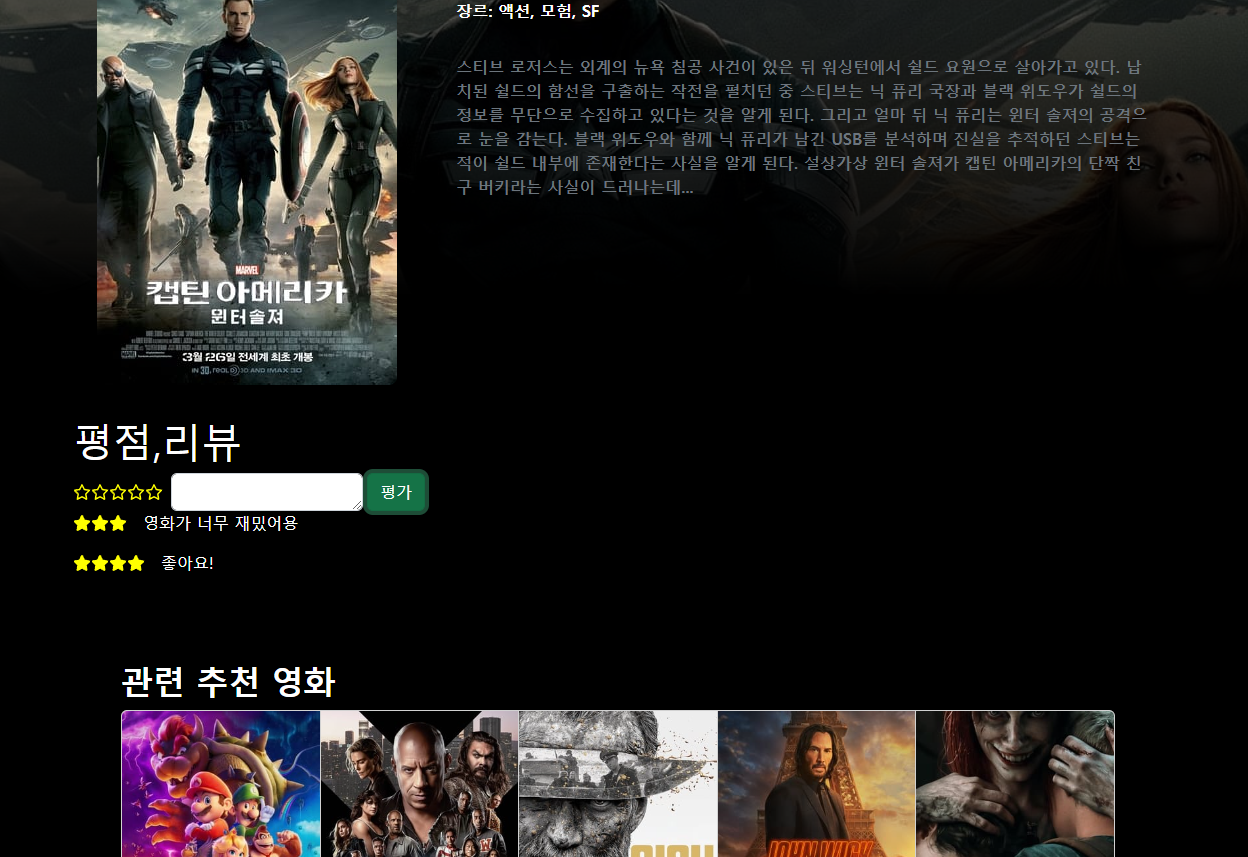 장르: 액션, 모험, SF
스티브 로저스는 외계의 뉴욕 침공 사건이 있은 뒤 워싱턴에서 쉴드 요원으로 살아가고 있다. 납
치된 쉴드의 함선을 구출하는 작전을 펼치던 중 스티브는 닉 퓨리 국장과 블랙 위도우가 쉴드의
정보를 무단으로 수집하고 있다는 것을 알게 된다. 그리고 얼마 뒤 닉 퓨리는 윈터 솔저의 공격으
로 눈을 감는다. 블랙 위도우와 함께 닉 퓨리가 남긴 USB를 분석하며 진실을 추적하던 스티브는
적이 쉴드 내부에 존재한다는 사실을 알게 된다. 설상가상 윈터 솔저가 캡틴 아메리카의 단짝 친
구 버키라는 사실이 드러나는데...
MARVEL
캡틴 아메리카
윈터솔져
3월 26일 전세계 최초 개봉
IN 3D, REAL D 3D AND IMAX 3D
평점,리뷰
평가
영화가 너무 재밌어용
좋아요!
관련 추천 영화
SISU
JOHN WICK